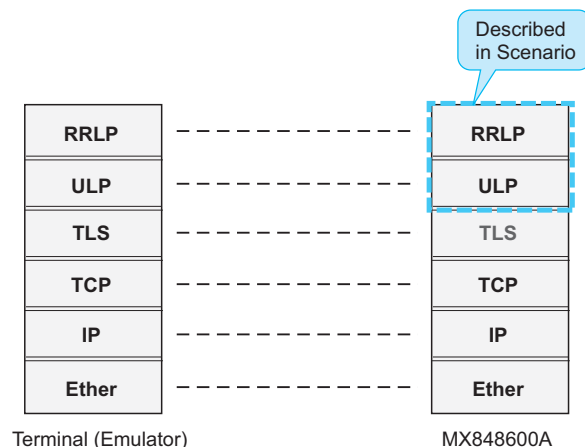 Described
in Scenario
RRLP
RRLP
ULP
ULP
TLS
TLS
TCP
TCP
IP
IP
Ether
Ether
Terminal (Emulator)
MX848600A